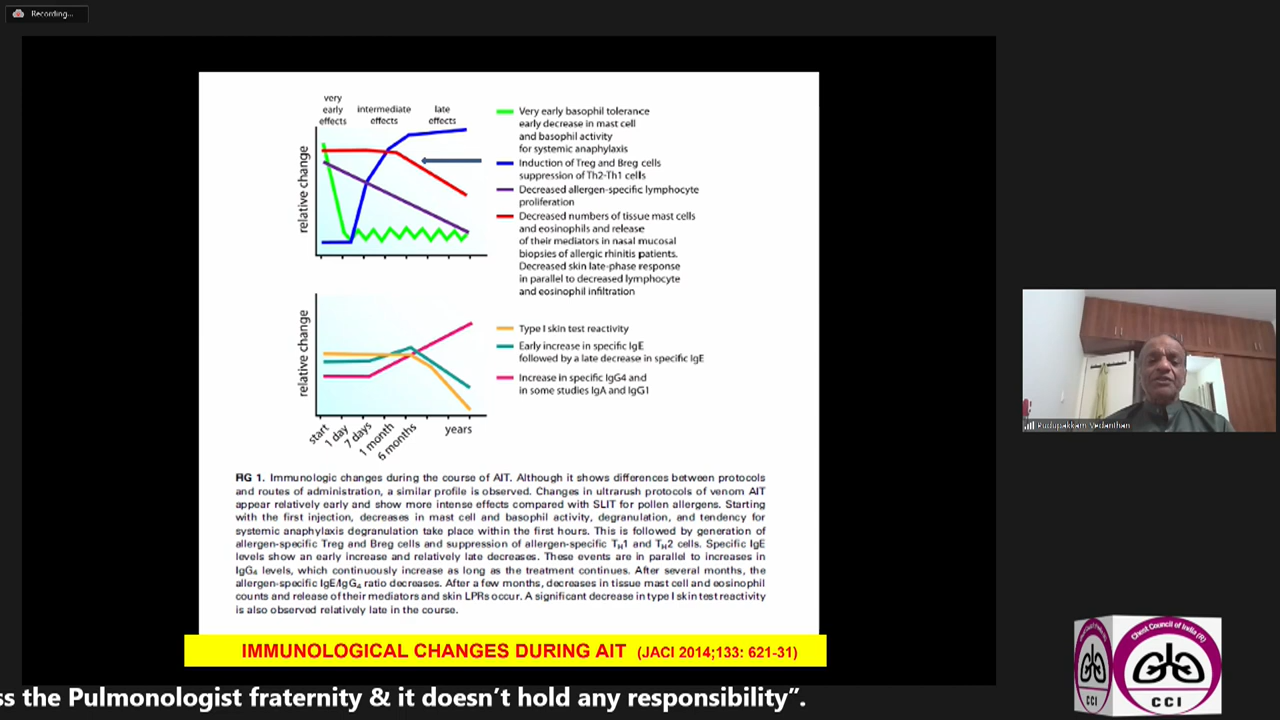 Recording...
very
early
effects
intermediate
effects
late
effects
relative change
Very early basophil tolerance
early decrease in mast cell
and basophil activity
for systemic anaphylaxis
Induction of Treg and Breg cells
suppression of Th2-Th1 cells
Decreased allergen-specific lymphocyte
proliferation
Decreased numbers of tissue mast cells
and eosinophils and release
of their mediators in nasal mucosal
biopsies of allergic rhinitis patients.
Decreased skin late-phase response
in parallel to decreased lymphocyte
and eosinophil infiltration
relative change
Type I skin test reactivity
Early increase in specific IgE
followed by a late decrease in specific IgE
Increase in specific IgG4 and
in some studies IgA and IgG1
start
1 day
7 days
1 month
6 months
years
FIG 1. Immunologic changes during the course of AIT. Although it shows differences between protocols
and routes of administration, a similar profile is observed. Changes in ultrarush protocols of venom AIT
appear relatively early and show more intense effects compared with SLIT for pollen allergens. Starting
with the first injection, decreases in mast cell and basophil activity, degranulation, and tendency for
systemic anaphylaxis degranulation take place within the first hours. This is followed by generation of
allergen-specific Treg and Breg cells and suppression of allergen-specific TH1 and TH2 cells. Specific IgE
levels show an early increase and relatively late decreases. These events are in parallel to increases in
IgG4 levels, which continuously increase as long as the treatment continues. After several months, the
allergen-specific IgE/IgG4 ratio decreases. After a few months, decreases in tissue mast cell and eosinophil
counts and release of their mediators and skin LPRs occur. A significant decrease in type I skin test reactivity
is also observed relatively late in the course.
IMMUNOLOGICAL CHANGES DURING AIT (JACI 2014;133: 621-31)
Pudupakkam Vedanthan
Chest Council of India (R)
CCI
ss the Pulmonologist fraternity & it doesn't hold any responsibility".